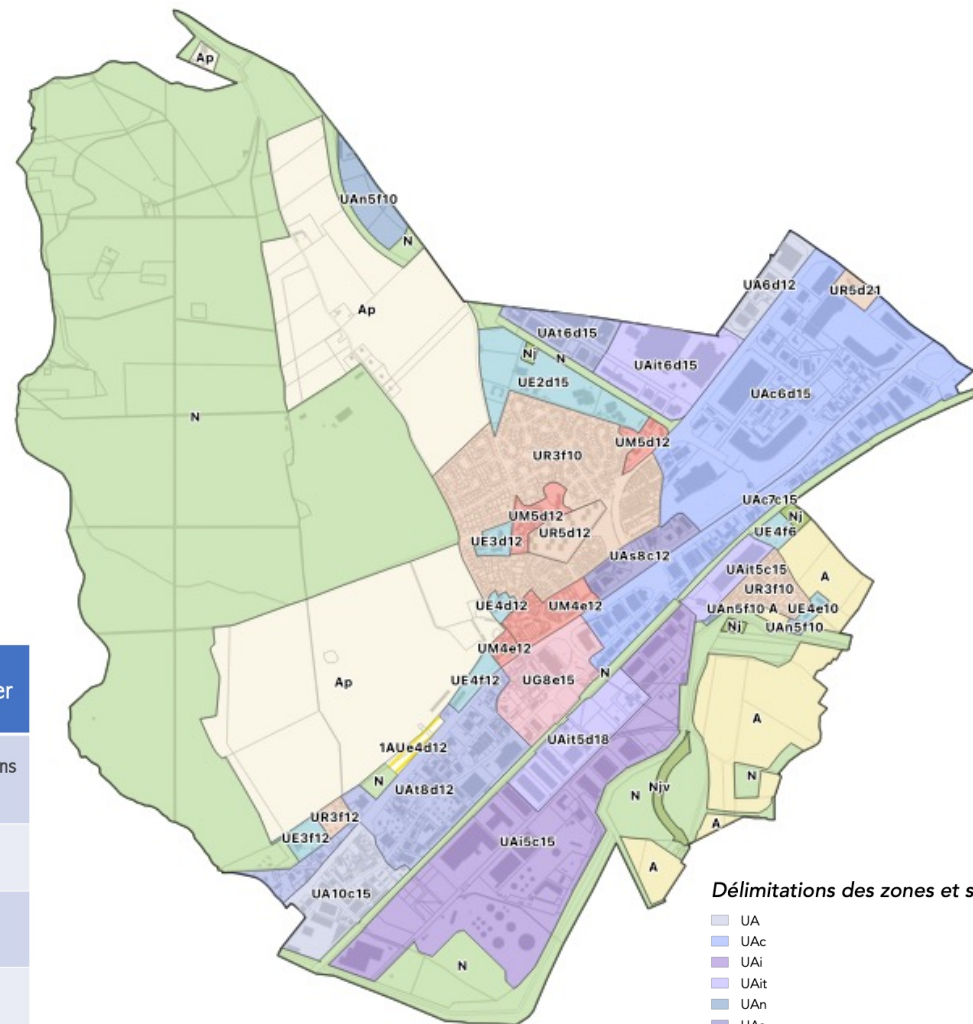 Ap
UAn5f10
N
UA6d12
UR5d21
Ap
UAt6d15
Nj
N
UAit6d15
UE2d15
UAc6d15
N
UM5d12
UR3f10
UAc7c15
Nj
UM5d12
UR5d12
UE3d12
UE4f6
UAs8c12
UAit5c15
A
UR3f10
UE4d12
UM4e12
UAn5f10
A
UE4e10
Nj
UAn5f10
UM4e12
N
UE4f12
UG8e15
Ap
er
A
UAit5d18
1AUe4d12
ns
N
N
UAt8d12
Njv
N
UR3f12
A
UE3f12
UAi5c15
A
UA10c15
Délimitations des zones et s
UA
UAc
N
UAi
UAit
UAn